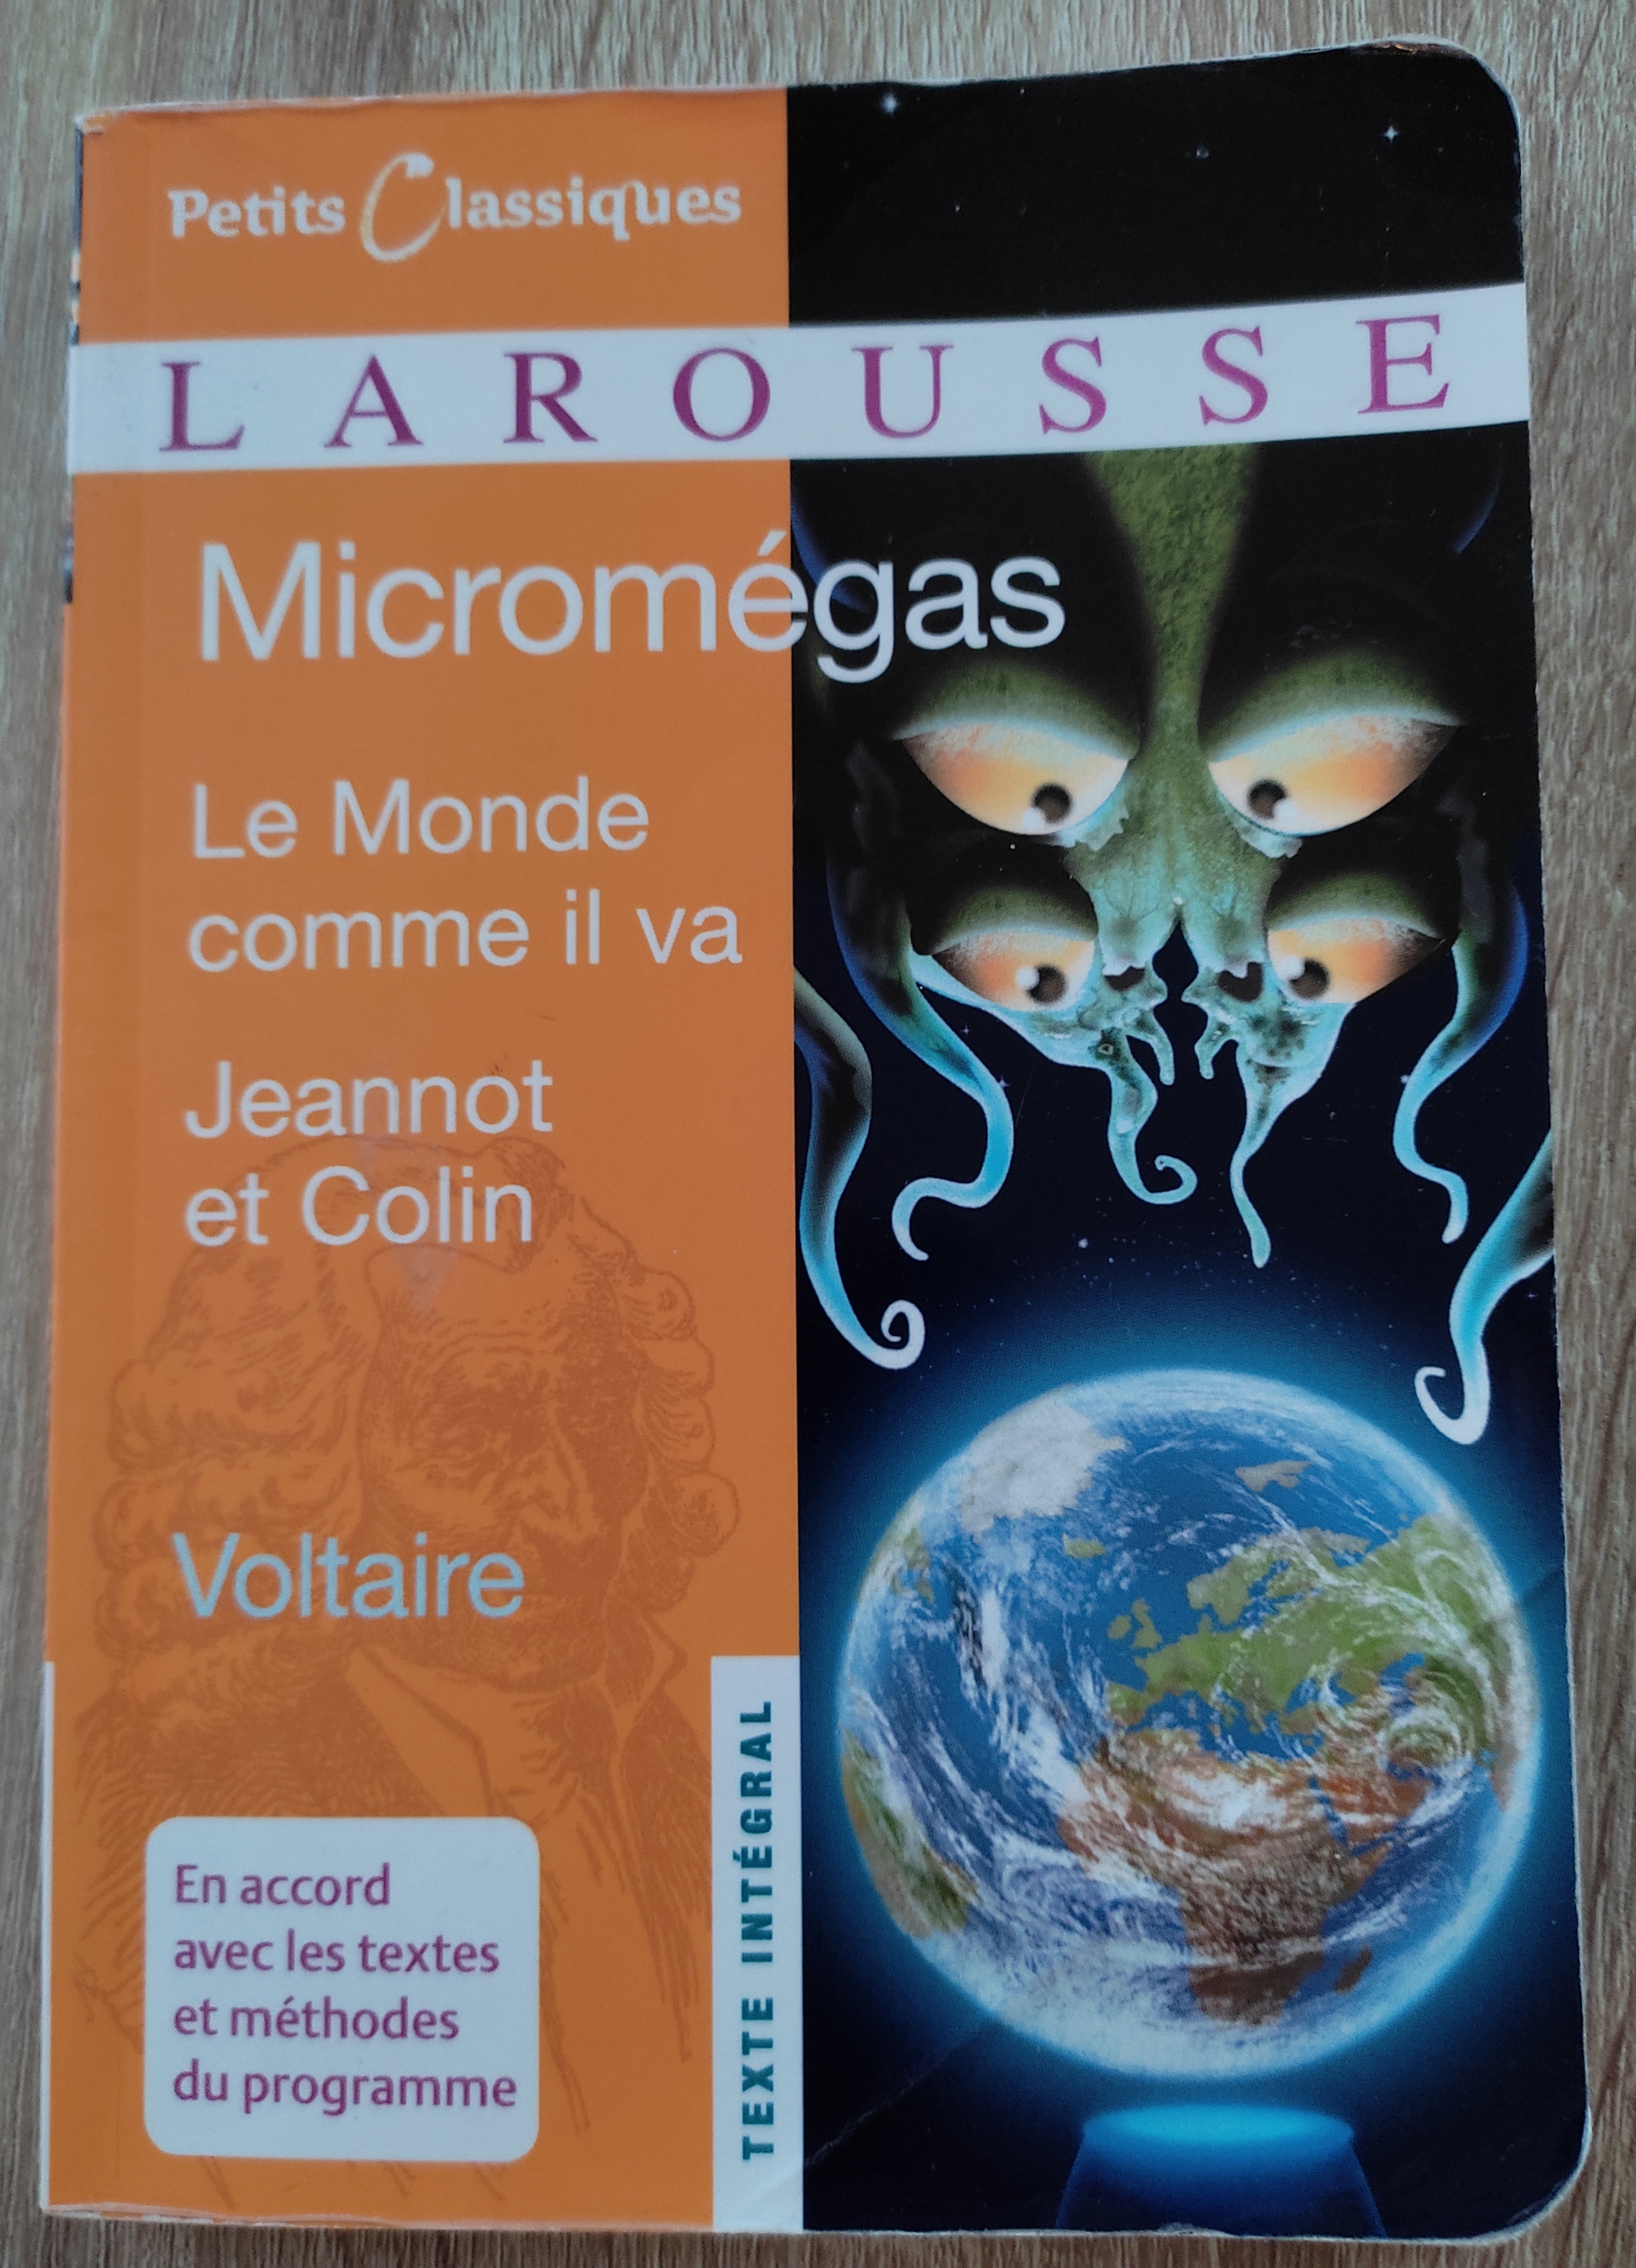 Petits Classiques
LAROUSSE
Micromégas
Le Monde
comme il va
Jeannot
et Colin
Voltaire
En accord
avec les textes
et méthodes
du programme
TEXTE INTÉGRAL